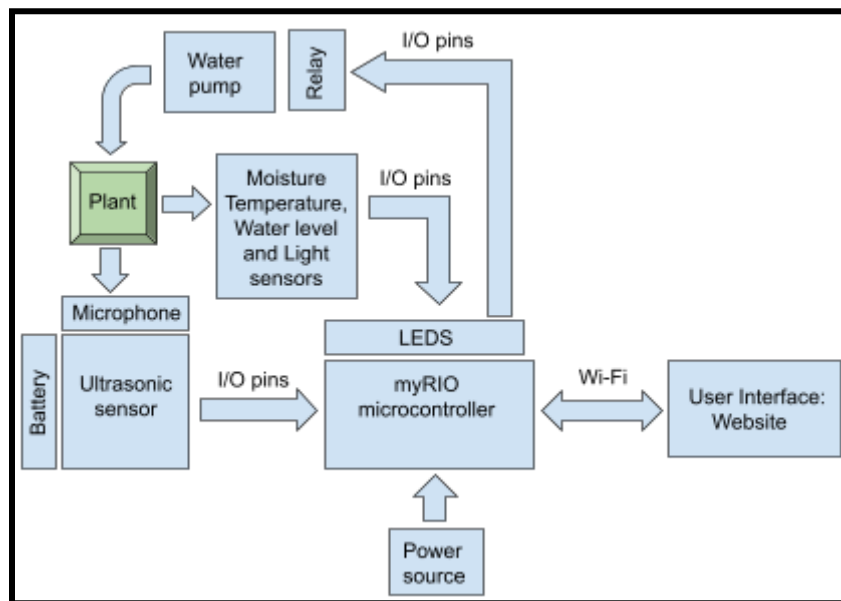 I/O pins
Water
pump
Relay
Plant
Moisture
Temperature,
Water level
and Light
sensors
I/O pins
Microphone
Battery
Ultrasonic
sensor
I/O pins
LEDS
myRIO
microcontroller
Wi-Fi
User Interface:
Website
Power
source